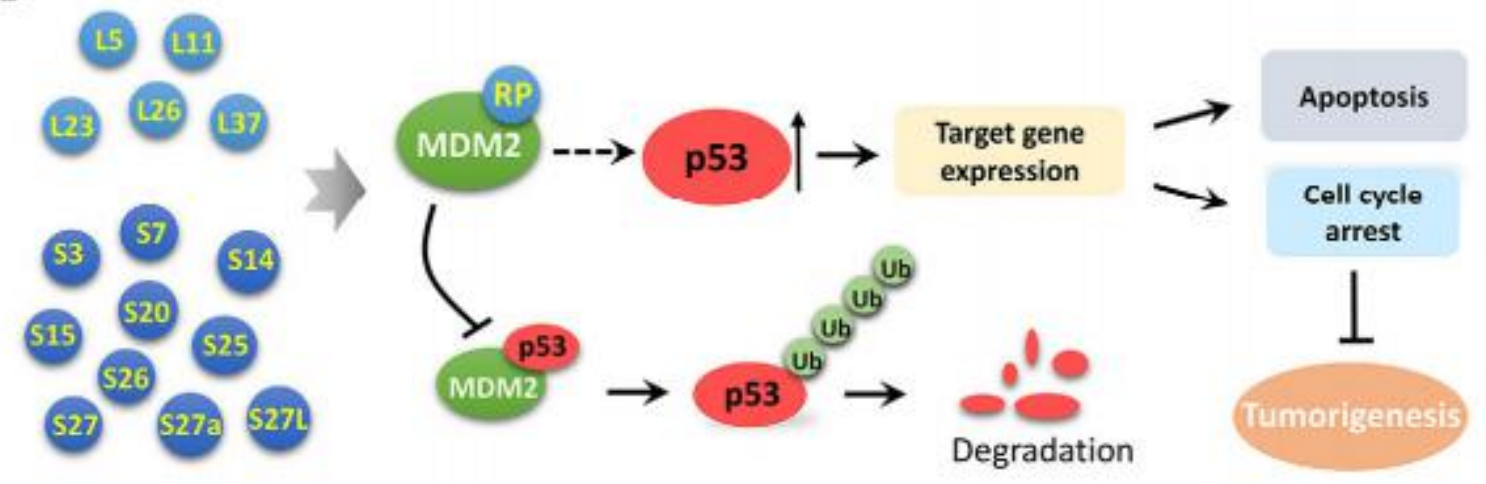 L5
L11
L23
L26
L37
S3
S7
S14
S15
S20
S25
S26
S27
S27a
S27L
RP
MDM2
p53
Target gene
expression
Apoptosis
Cell cycle
arrest
Tumorigenesis
p53
MDM2
p53
Ub
Ub
Ub
Ub
Degradation